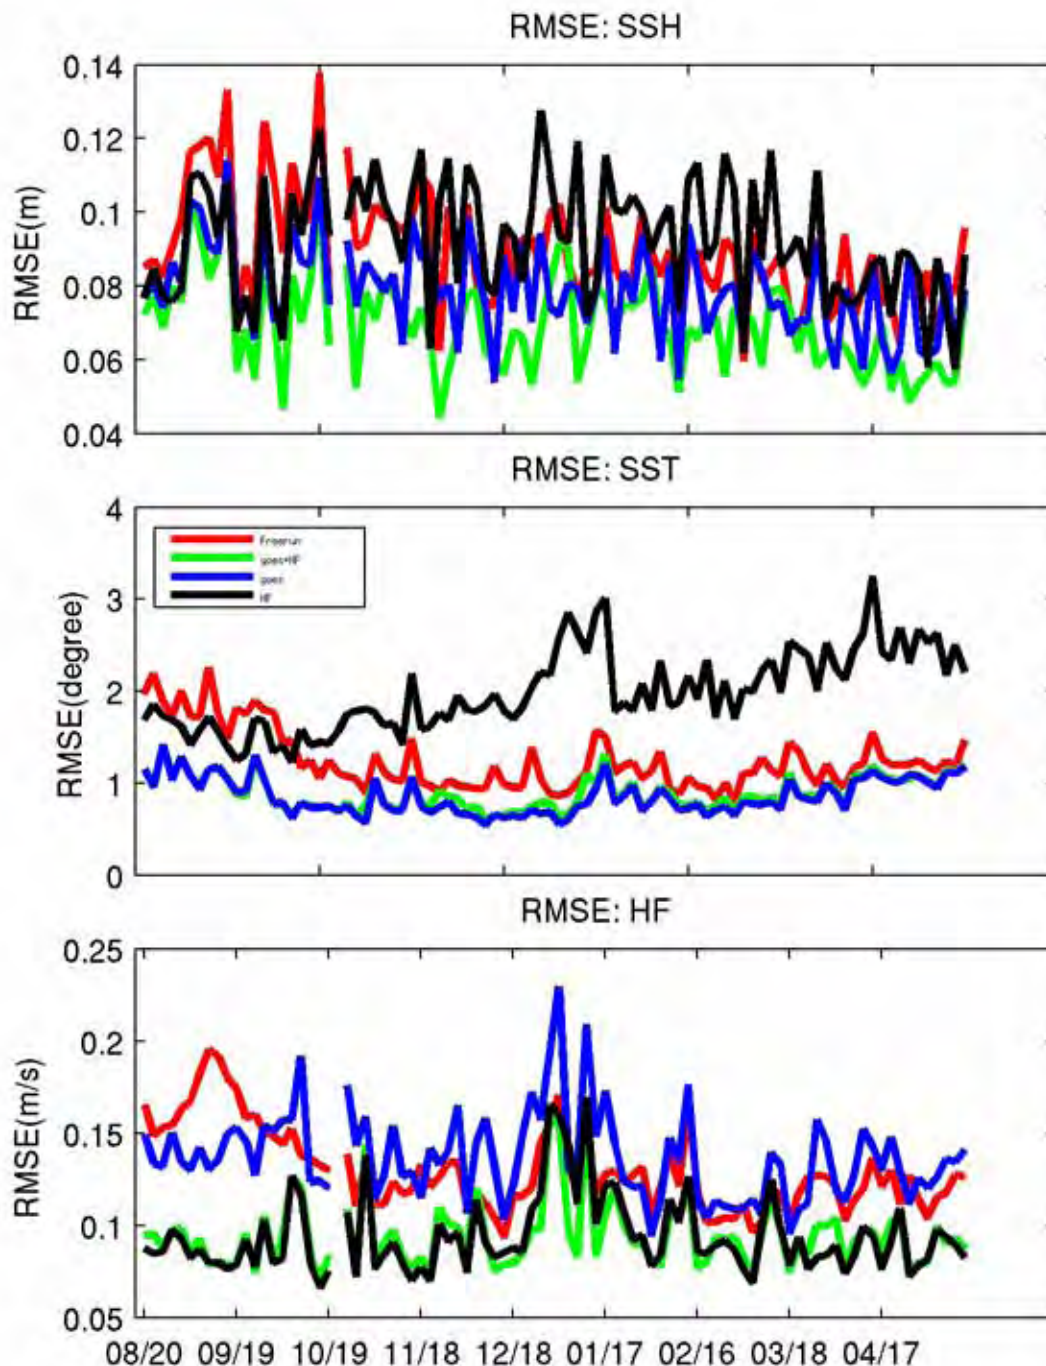 RMSE: SSH
0.14
0.12
0.1
0.08
0.06
0.04
RMSE(m)
RMSE: SST
4
3
2
1
0
RMSE(degree)
Freerun
goes+HF
goes
HF
RMSE: HF
0.25
0.2
0.15
0.1
0.05
RMSE(m/s)
08/20 09/19 10/19 11/18 12/18 01/17 02/16 03/18 04/17